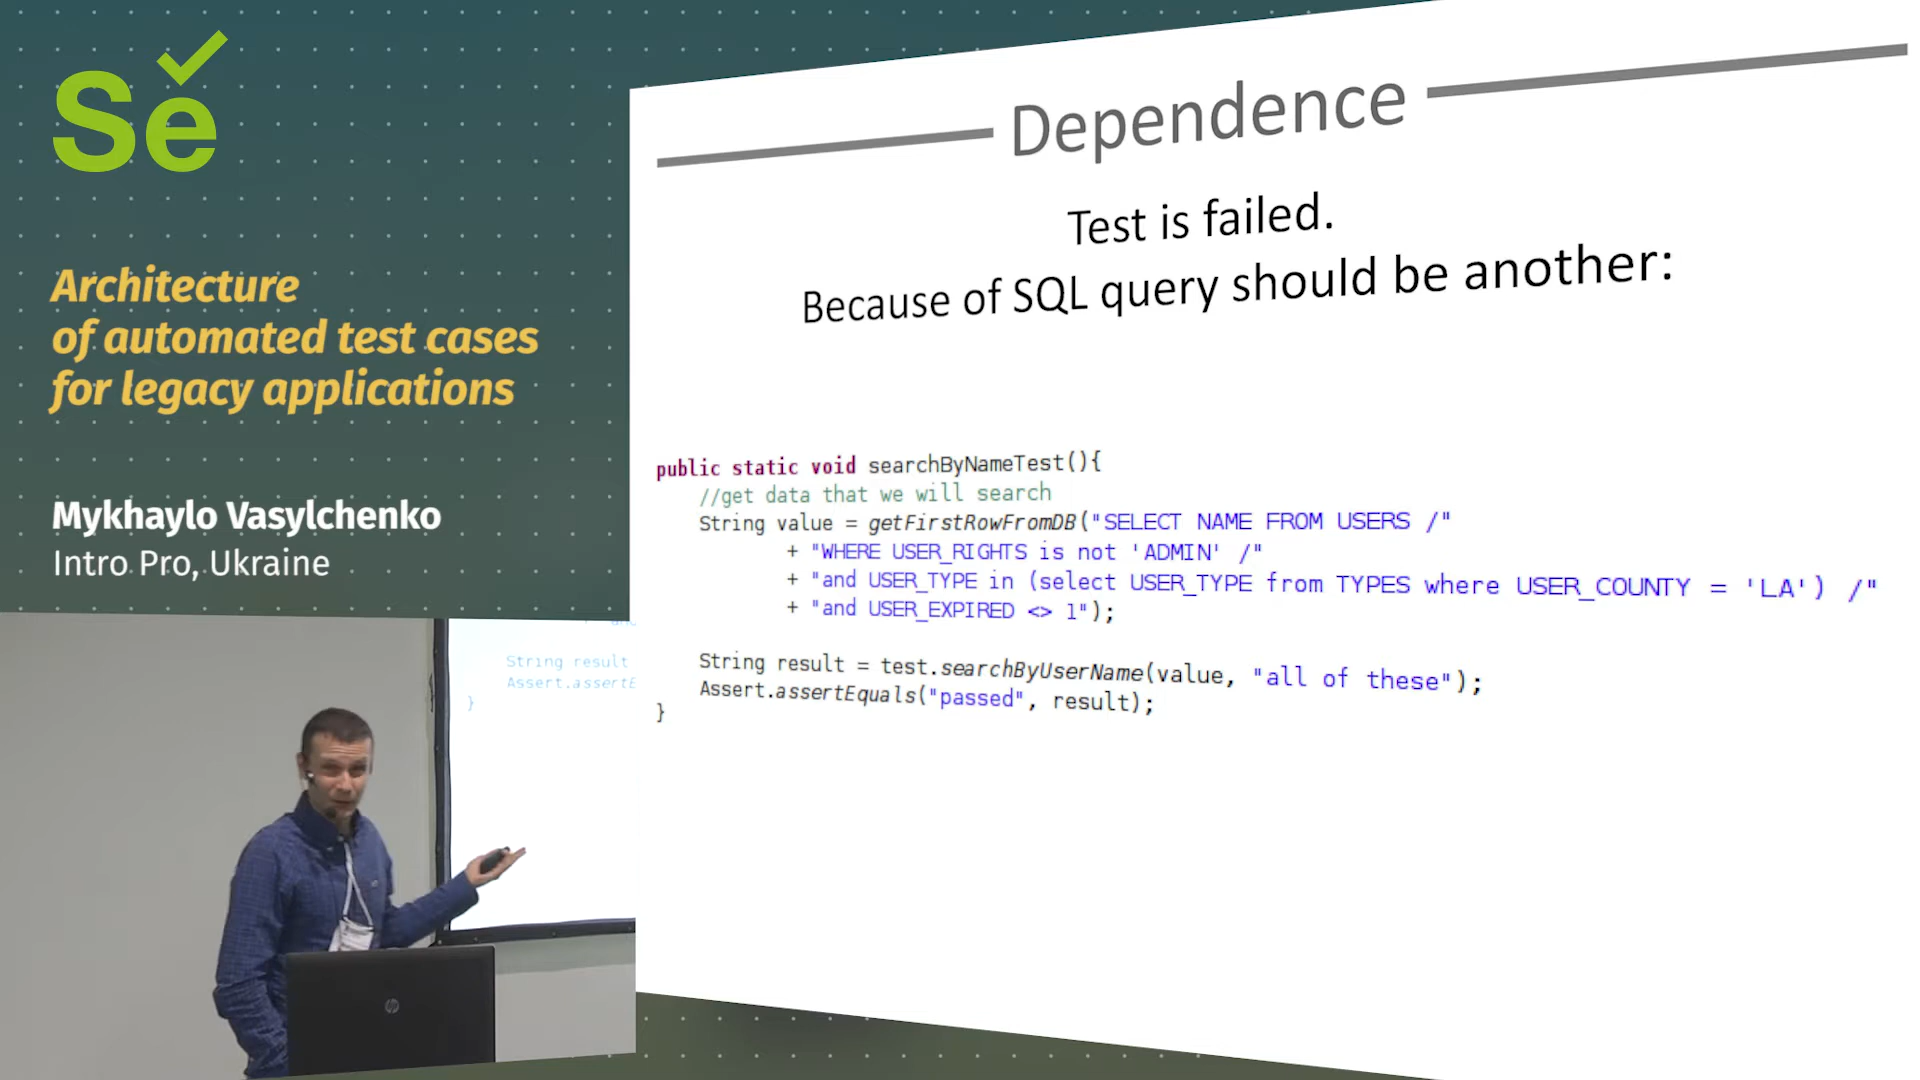 Se
Architecture
of automated test cases
for legacy applications
Mykhaylo Vasylchenko
Intro Pro, Ukraine
Dependence
Test is failed.
Because of SQL query should be another:
public static void searchByNameTest(){
//get data that we will search
String value = getFirstRowFromDB("SELECT NAME FROM USERS /"
+ "WHERE USER_RIGHTS is not 'ADMIN' /"
+ "and USER_TYPE in (select USER_TYPE from TYPES where USER_COUNTY = 'LA') /"
+ "and USER_EXPIRED <> 1");
String result = test.searchByUserName(value, "all of these");
Assert.assertEquals("passed", result);
}
String result
Assert.assertE
}
hp